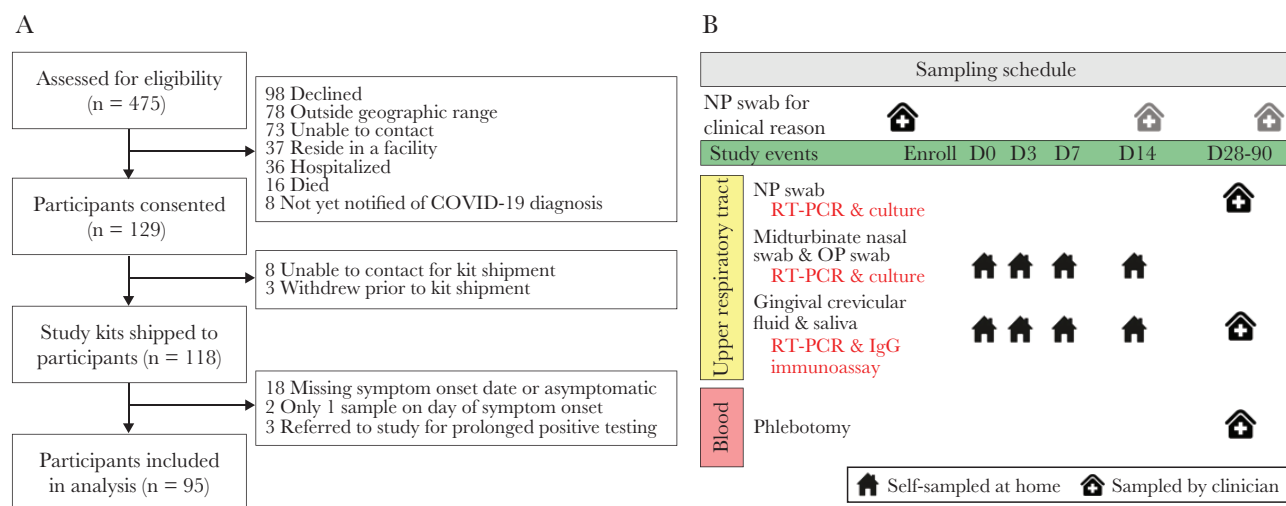 A
Assessed for eligibility
(n = 475)
98 Declined
78 Outside geographic range
73 Unable to contact
37 Reside in a facility
36 Hospitalized
16 Died
8 Not yet notified of COVID-19 diagnosis
Participants consented
(n = 129)
8 Unable to contact for kit shipment
3 Withdrew prior to kit shipment
Study kits shipped to
participants (n = 118)
18 Missing symptom onset date or asymptomatic
2 Only 1 sample on day of symptom onset
3 Referred to study for prolonged positive testing
Participants included
in analysis (n = 95)
B
Sampling schedule
NP swab for
clinical reason
Study events Enroll D0 D3 D7 D14 D28-90
Upper respiratory tract
NP swab
RT-PCR & culture
Midturbinate nasal
swab & OP swab
RT-PCR & culture
Gingival crevicular
fluid & saliva
RT-PCR & IgG
immunoassay
Blood
Phlebotomy
Self-sampled at home Sampled by clinician